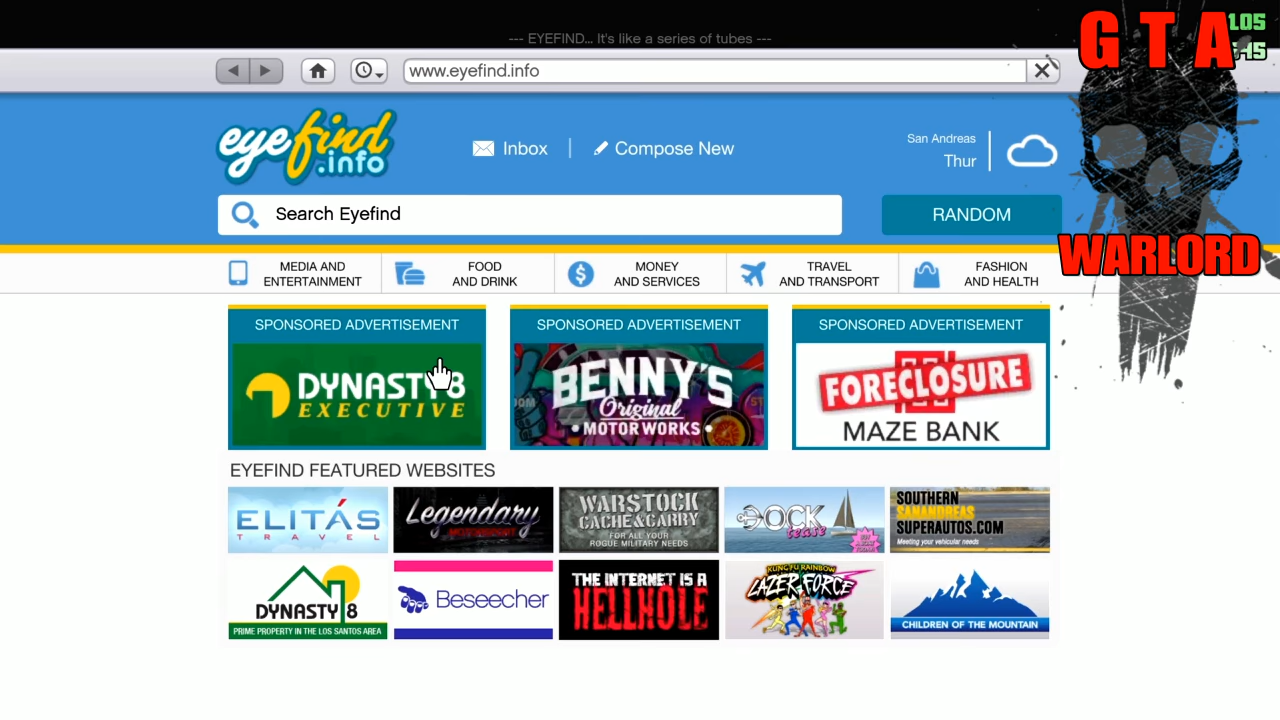 --- EYEFIND... It's like a series of tubes ---
G T A
www.eyefind.info
eyefind
.info
Inbox
Compose New
San Andreas
Thur
Search Eyefind
RANDOM
WARLORD
MEDIA AND
ENTERTAINMENT
FOOD
AND DRINK
MONEY
AND SERVICES
TRAVEL
AND TRANSPORT
FASHION
AND HEALTH
SPONSORED ADVERTISEMENT
SPONSORED ADVERTISEMENT
SPONSORED ADVERTISEMENT
DYNASTY8
EXECUTIVE
BENNY'S
Original
MOTOR WORKS
FORECLOSURE
MAZE BANK
EYEFIND FEATURED WEBSITES
ELITÁS
TRAVEL
Legendary
MOTORSPORT
WARSTOCK
CACHE&CARRY
FOR ALL YOUR
ROGUE MILITARY NEEDS
DOCK
tease
SOUTHERN
SANANDREAS
SUPERAUTOS.COM
Meeting your vehicular needs
DYNASTY 8
PRIME PROPERTY IN THE LOS SANTOS AREA
Beseecher
THE INTERNET IS A
HELLHOLE
KUNG FU RAINBOW
LAZER FORCE
CHILDREN OF THE MOUNTAIN